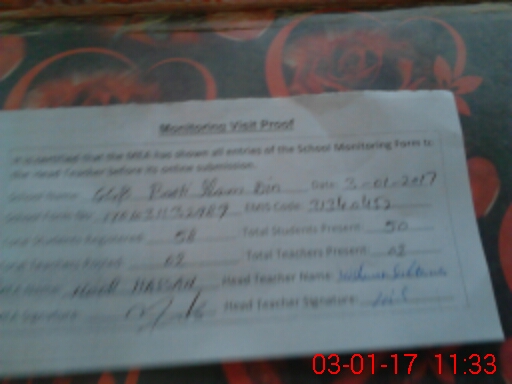 Monitoring Visit Proof
It is certified that the MEA has shown all entries of the School Monitoring Form to
the Head Teacher before its online submission.
School Name: Din Date: 3-01-2017
School Form No: EMIS Code: 31340452
Total Students Registered: 58 Total Students Present: 50
Total Teachers Posted: 02 Total Teachers Present: 02
MEA Name: HASSAN Head Teacher Name:
MEA Signature: Head Teacher Signature:
03-01-17 11:33